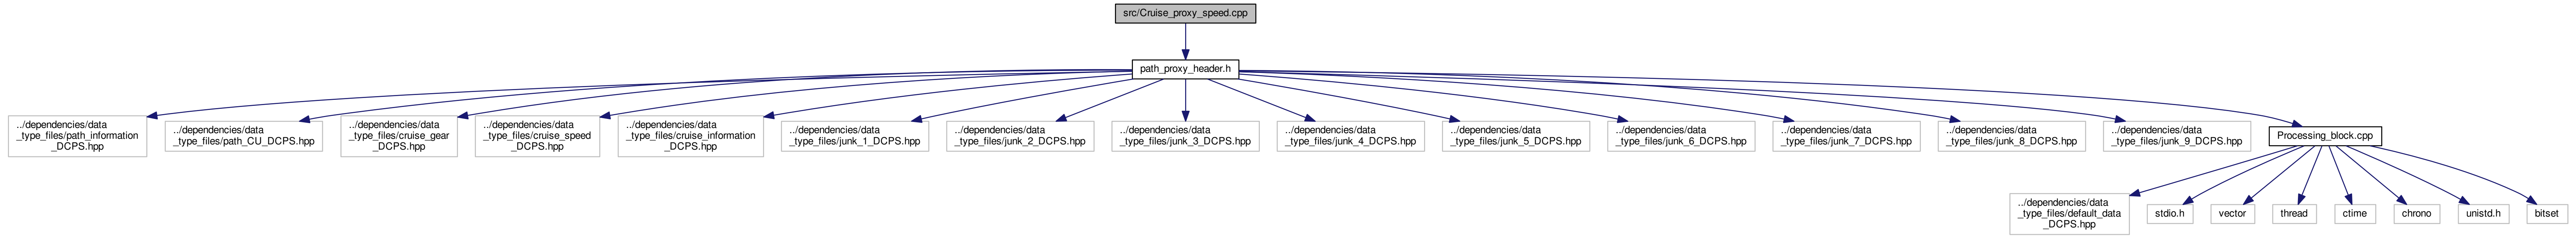 src/Cruise_proxy_speed.cpp
path_proxy_header.h
../dependencies/data
_type_files/path_information
_DCPS.hpp
../dependencies/data
_type_files/path_CU_DCPS.hpp
../dependencies/data
_type_files/cruise_gear
_DCPS.hpp
../dependencies/data
_type_files/cruise_speed
_DCPS.hpp
../dependencies/data
_type_files/cruise_information
_DCPS.hpp
../dependencies/data
_type_files/junk_1_DCPS.hpp
../dependencies/data
_type_files/junk_2_DCPS.hpp
../dependencies/data
_type_files/junk_3_DCPS.hpp
../dependencies/data
_type_files/junk_4_DCPS.hpp
../dependencies/data
_type_files/junk_5_DCPS.hpp
../dependencies/data
_type_files/junk_6_DCPS.hpp
../dependencies/data
_type_files/junk_7_DCPS.hpp
../dependencies/data
_type_files/junk_8_DCPS.hpp
../dependencies/data
_type_files/junk_9_DCPS.hpp
Processing_block.cpp
../dependencies/data
_type_files/default_data
_DCPS.hpp
stdio.h
vector
thread
ctime
chrono
unistd.h
bitset